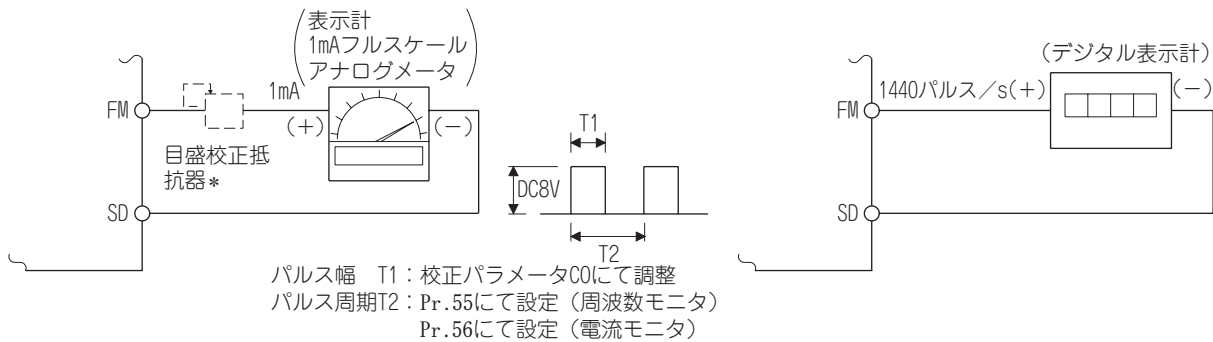 表示計
1mAフルスケール
アナログメータ
FM
1mA
(+)
(−)
目盛校正抵
抗器*
SD
T1
DC8V
T2
パルス幅　T1：校正パラメータC0にて調整
パルス周期T2：Pr.55にて設定（周波数モニタ）
Pr.56にて設定（電流モニタ）
（デジタル表示計）
FM
1440パルス／s(+)
(−)
SD